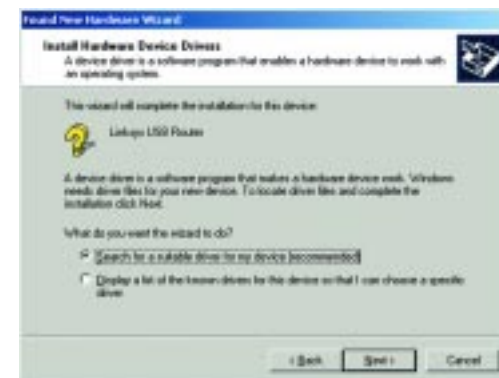 Found New Hardware Wizard
Install Hardware Device Drivers
A device driver is a software program that enables a hardware device to work with
an operating system.
This wizard will complete the installation for this device:
Linksys USB Router
A device driver is a software program that makes a hardware device work. Windows
needs driver files for your new device. To locate driver files and complete the
installation click Next.
What do you want the wizard to do?
Search for a suitable driver for my device (recommended)
Display a list of the known drivers for this device so that I can choose a specific
driver
< Back
Next >
Cancel